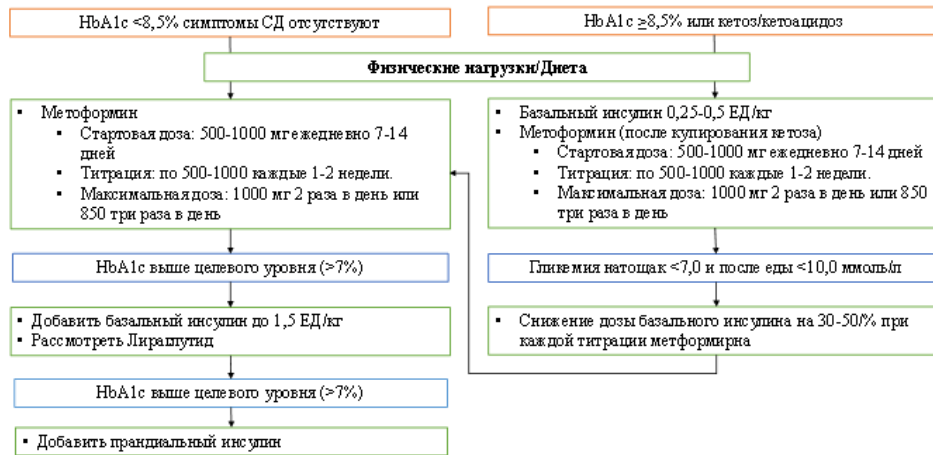 HbA1c <8,5% симптомы СД отсутствуют
HbA1c ≥8,5% или кетоз/кетоацидоз
Физические нагрузки/Диета
▪ Метоформин
▪ Стартовая доза: 500-1000 мг ежедневно 7-14
дней
▪ Титрация: по 500-1000 каждые 1-2 недели.
▪ Максимальная доза: 1000 мг 2 раза в день или
850 три раза в день
▪ Базальный инсулин 0,25-0,5 ЕД/кг
▪ Метоформин (после купирования кетоза)
▪ Стартовая доза: 500-1000 мг ежедневно 7-14 дней
▪ Титрация: по 500-1000 каждые 1-2 недели.
▪ Максимальная доза: 1000 мг 2 раза в день или 850
три раза в день
HbA1c выше целевого уровня (>7%)
Гликемия натощак <7,0 и после еды <10,0 ммоль/л
▪ Добавить базальный инсулин до 1,5 ЕД/кг
▪ Рассмотреть Лираглутид
▪ Снижение дозы базального инсулина на 30-50/% при
каждой титрации метформирна
HbA1c выше целевого уровня (>7%)
▪ Добавить прандиальный инсулин